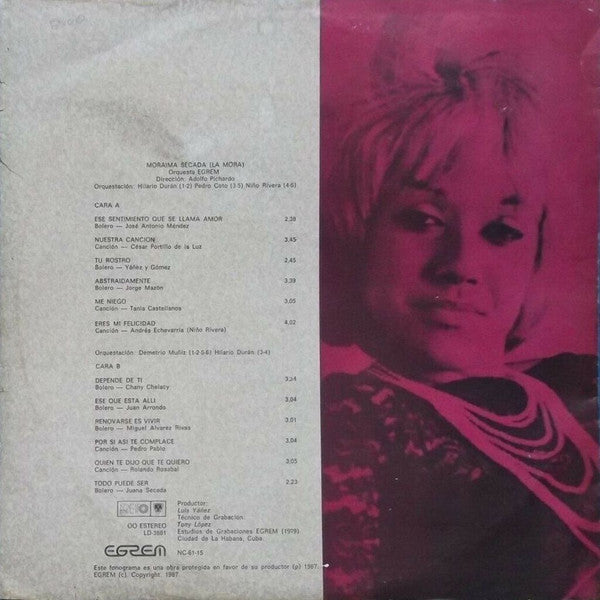 MORAIMA SECADA (LA MORA)
Orquesta EGREM
Dirección: Adolfo Pichardo
Orquestación: Hilario Durán (1-2) Pedro Coto (3-5) Niño Rivera (4-6)
CARA A
ESE SENTIMIENTO QUE SE LLAMA AMOR 2:38
Bolero — José Antonio Méndez
NUESTRA CANCION 3,45
Canción — César Portillo de la Luz
TU ROSTRO 2,45
Bolero — Yáñez y Gómez
ABSTRAIDAMENTE 3,39
Bolero — Jorge Mazón
ME NIEGO 3,05
Canción — Tania Castellanos
ERES MI FELICIDAD 4,02
Canción — Andrés Echevarría (Niño Rivera)
Orquestación: Demetrio Muñiz (1-2-5-6) Hilario Durán (3-4)
CARA B
DEPENDE DE TI 3,34
Bolero — Chany Chelacy
ESE QUE ESTA ALLI 3,04
Bolero — Juan Arrondo
RENOVARSE ES VIVIR 3,01
Bolero — Miguel Alvarez Rivas
POR SI ASI TE COMPLACE 3,04
Canción — Pedro Pablo
QUIEN TE DIJO QUE TE QUIERO 3,05
Canción — Rolando Rosabal
TODO PUEDE SER 2:23
Bolero — Juana Secada
Productor:
Luis Yáñez
Técnico de Grabación:
Tony López
Estudios de Grabaciones EGREM (1979)
Ciudad de La Habana, Cuba.
OO ESTEREO
LD-3881
EGREM NC-61-15
Este fonograma es una obra protegida en favor de su productor (p) 1987.
EGREM (c). Copyright. 1987